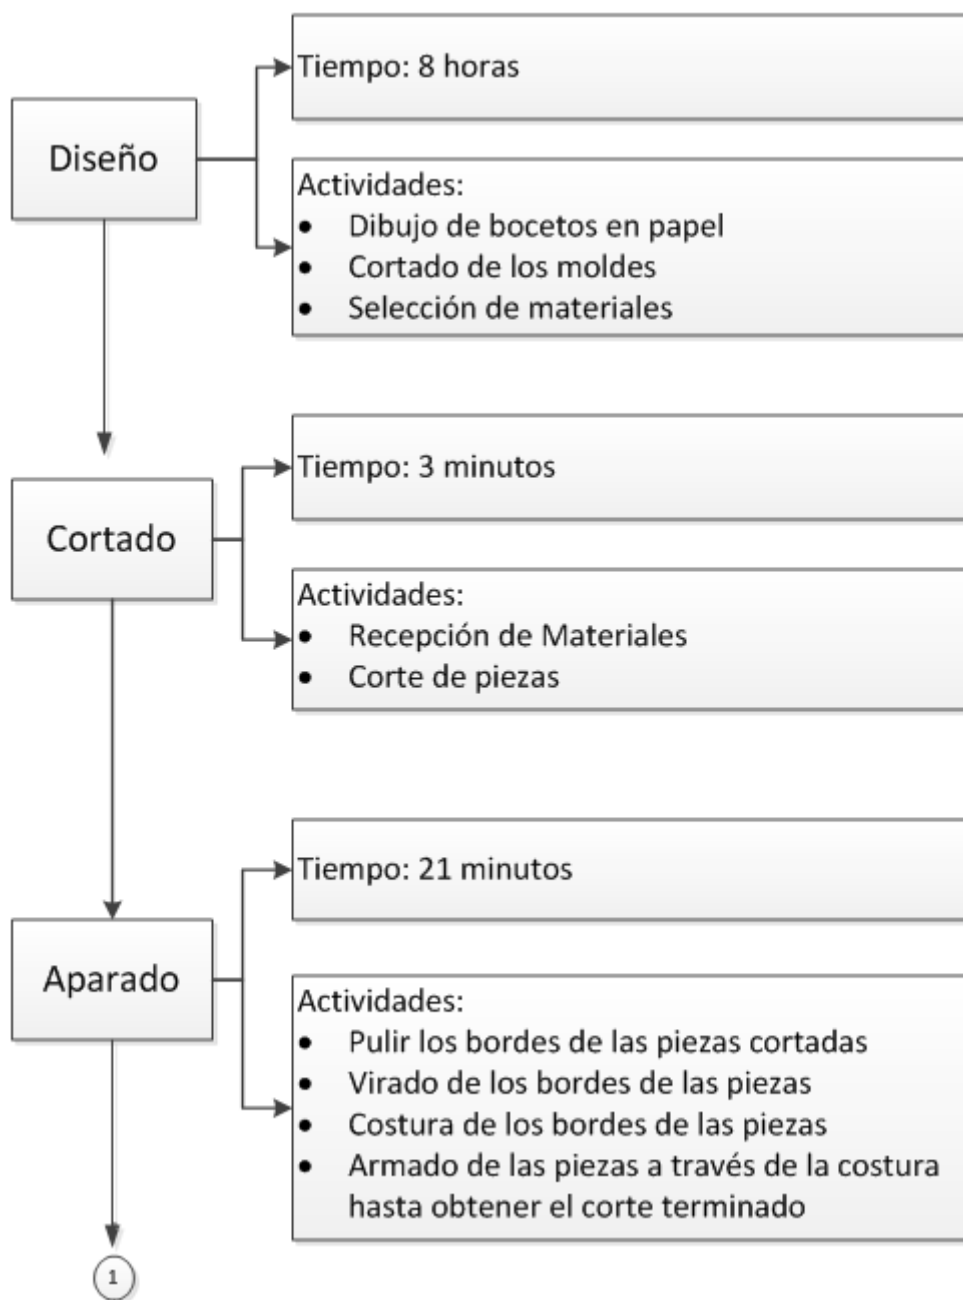 Tiempo: 8 horas
Diseño
Actividades:
• Dibujo de bocetos en papel
• Cortado de los moldes
• Selección de materiales
Tiempo: 3 minutos
Cortado
Actividades:
• Recepción de Materiales
• Corte de piezas
Tiempo: 21 minutos
Aparado
Actividades:
• Pulir los bordes de las piezas cortadas
• Virado de los bordes de las piezas
• Costura de los bordes de las piezas
• Armado de las piezas a través de la costura
hasta obtener el corte terminado
1